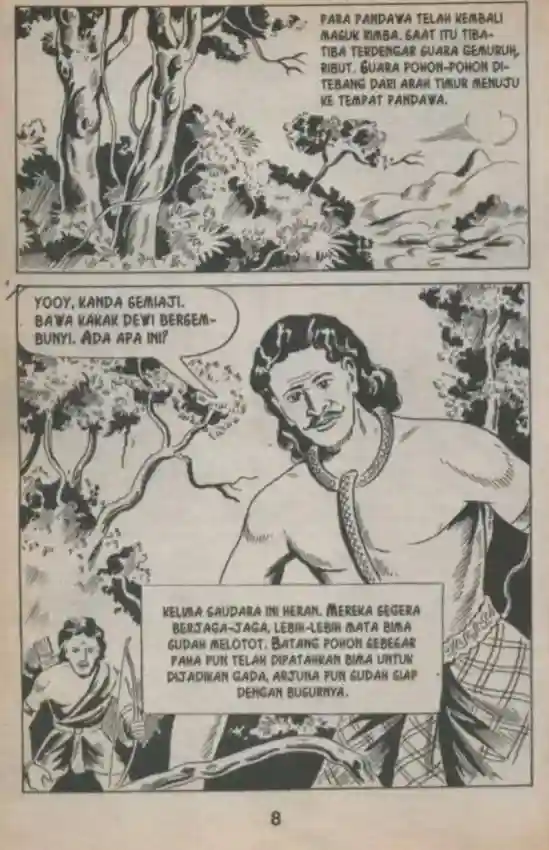 PARA PANDAWA TELAH KEMBALI
MASUK RIMBA. SAAT ITU TIBA-
TIBA TERDENGAR SUARA GEMURUH,
RIBUT. SUARA POHON-POHON DI-
TEBANG DARI ARAH TIMUR MENUJU
KE TEMPAT PANDAWA.
YOOY, KANDA SEMIAJI.
BAWA KAKAK DEWI BERSEM-
BUNYI. ADA APA INI?
KELIMA SAUDARA INI HERAN. MEREKA SEGERA
BERJAGA-JAGA, LEBIH-LEBIH MATA BIMA
SUDAH MELOTOT. BATANG POHON SEBESAR
PAHA PUN TELAH DIPATAHKAN BIMA UNTUK
DIJADIKAN GADA, ARJUNA PUN SUDAH SIAP
DENGAN BUSURNYA.
8